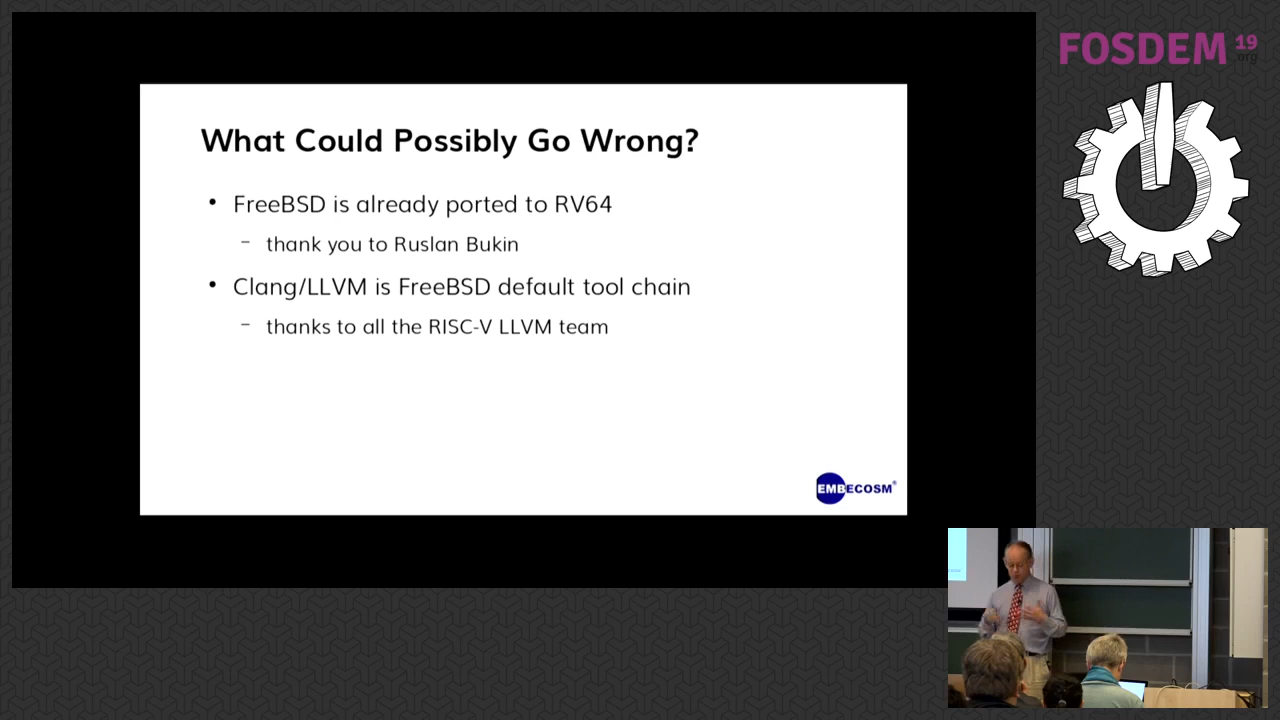 FOSDEM 19
.org
What Could Possibly Go Wrong?
• FreeBSD is already ported to RV64
– thank you to Ruslan Bukin
• Clang/LLVM is FreeBSD default tool chain
– thanks to all the RISC-V LLVM team
EMBECOSM®